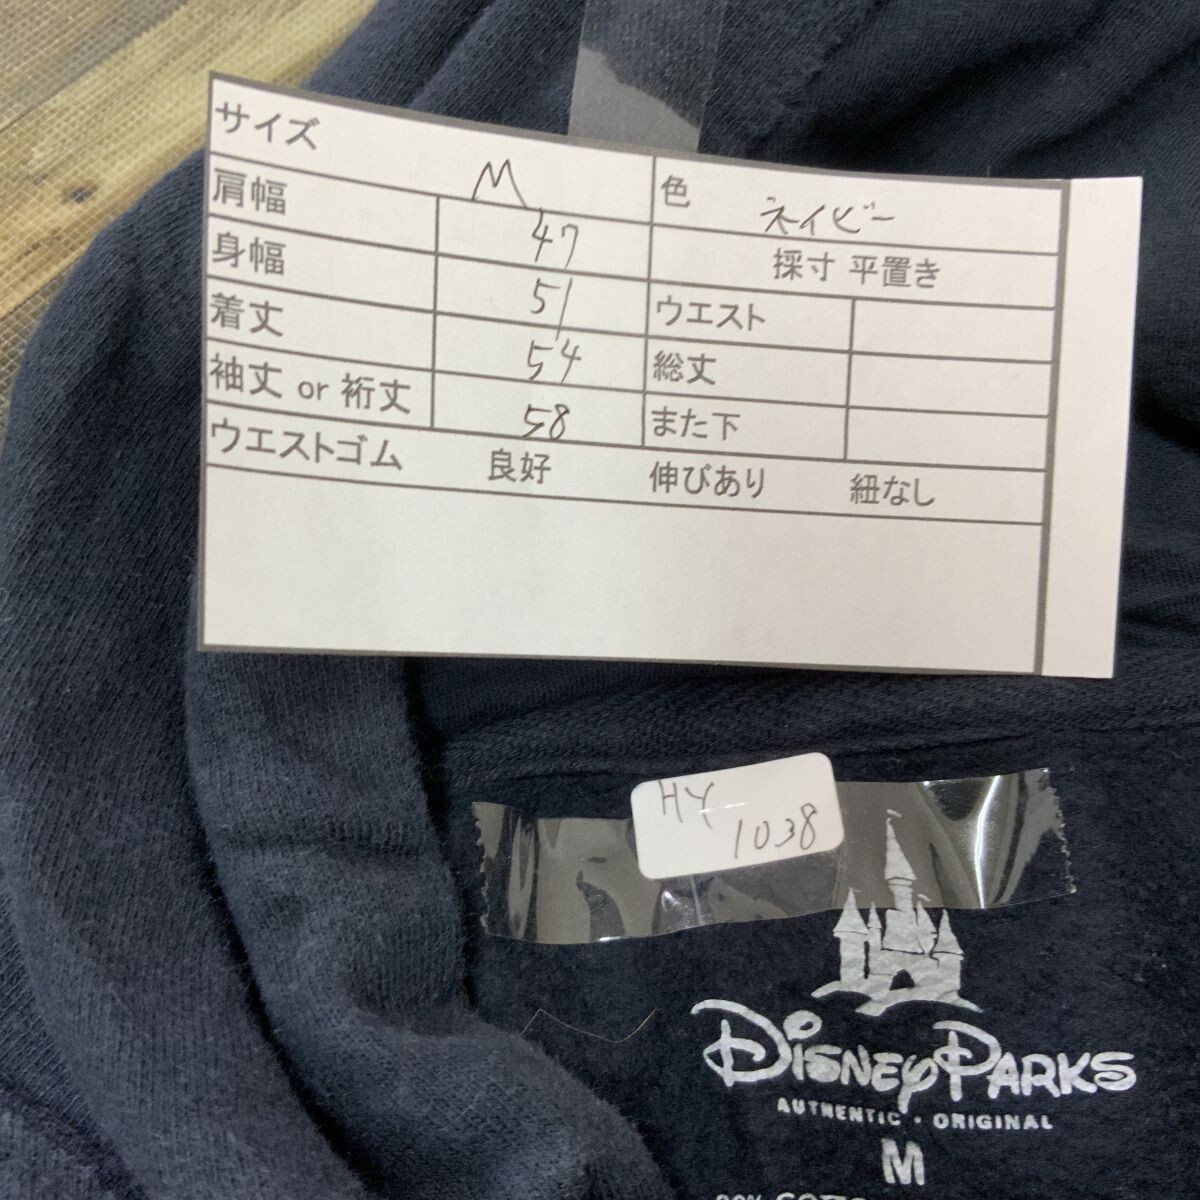 サイズ M 色 ネイビー
肩幅 47 採寸 平置き
身幅 51 ウエスト
着丈 54 総丈
袖丈 or 裄丈 58 また下
ウエストゴム 良好 伸びあり 紐なし
HY
1038
DISNEY PARKS
AUTHENTIC • ORIGINAL
M